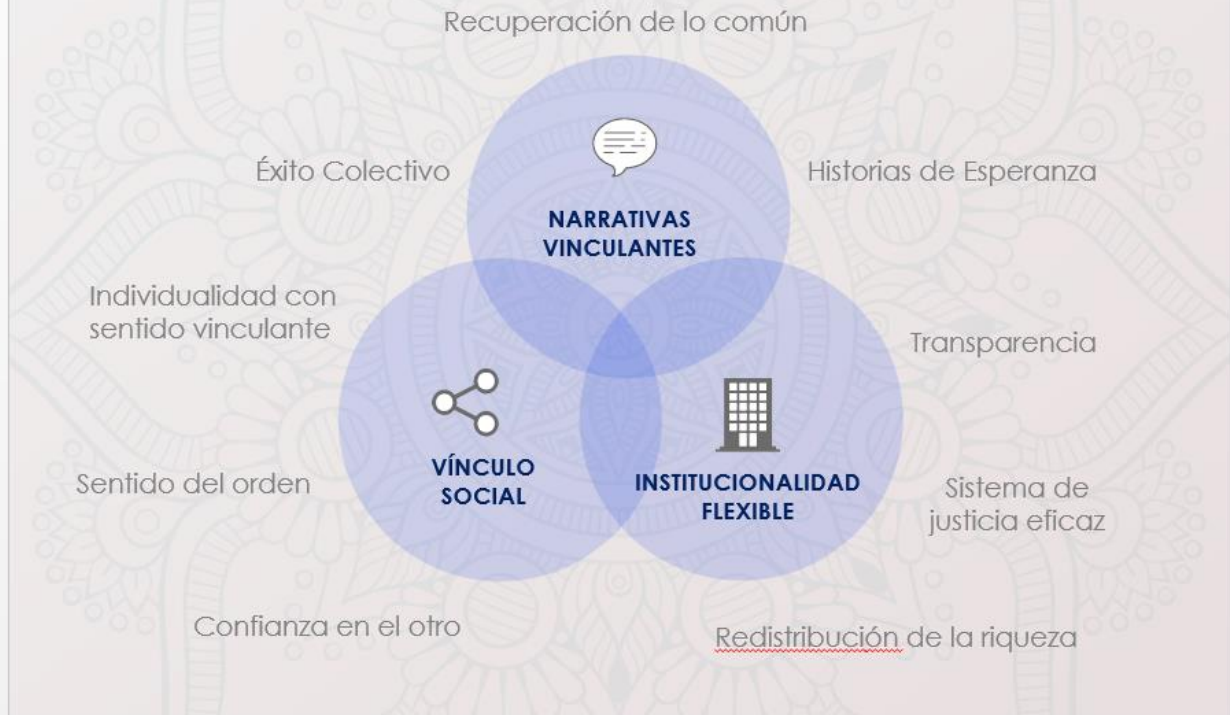 Recuperación de lo común
Éxito Colectivo
Historias de Esperanza
NARRATIVAS
VINCULANTES
Individualidad con
sentido vinculante
Transparencia
VÍNCULO
SOCIAL
INSTITUCIONALIDAD
FLEXIBLE
Sentido del orden
Sistema de
justicia eficaz
Confianza en el otro
Redistribución de la riqueza